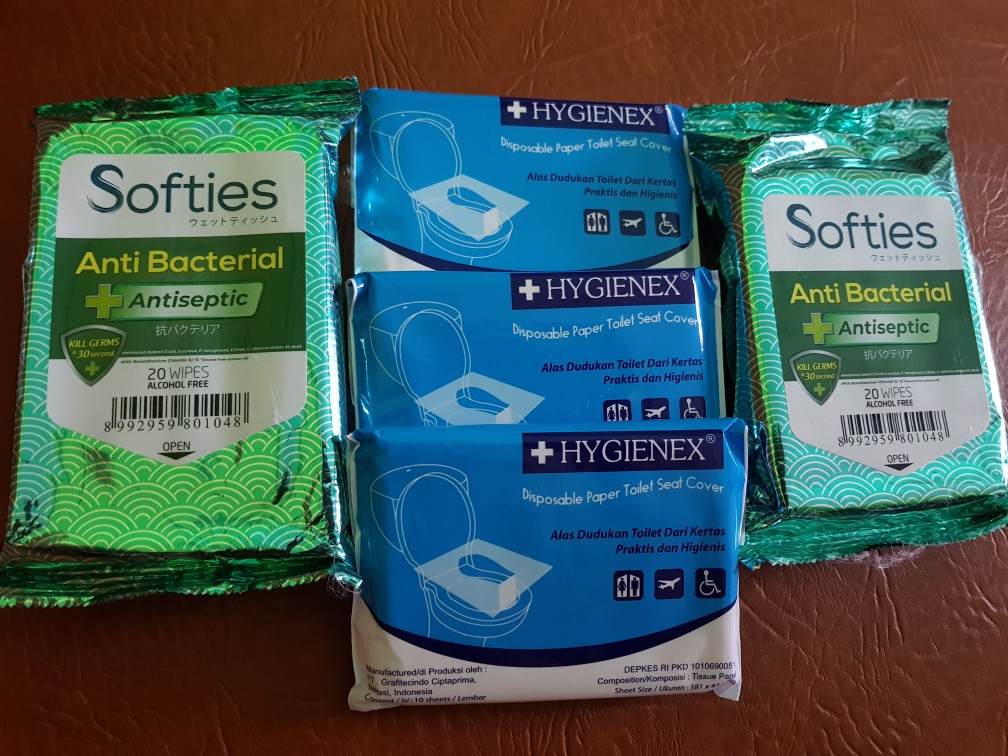 Softies
ウェットティッシュ
Anti Bacterial
Antiseptic
抗バクテリア
KILL GERMS
in 30 second
20 WIPES
ALCOHOL FREE
8 992959 801048
OPEN
HYGIENEX®
Disposable Paper Toilet Seat Cover
Alas Dudukan Toilet Dari Kertas
Praktis dan Higienis
HYGIENEX®
Disposable Paper Toilet Seat Cover
Alas Dudukan Toilet Dari Kertas
Praktis dan Higienis
HYGIENEX®
Disposable Paper Toilet Seat Cover
Alas Dudukan Toilet Dari Kertas
Praktis dan Higienis
Manufactured/di Produksi oleh :
PT. Grafitecindo Ciptaprima,
Indonesia
Content / Isi : 10 sheets / Lembar
DEPKES RI PKD 1010690051
Composition/Komposisi : Tissue
Sheet Size / Ukuran : 381 x
Softies
ウェットティッシュ
Anti Bacterial
Antiseptic
抗バクテリア
KILL GERMS
in 30 second
20 WIPES
ALCOHOL FREE
8 992959 801048
OPEN